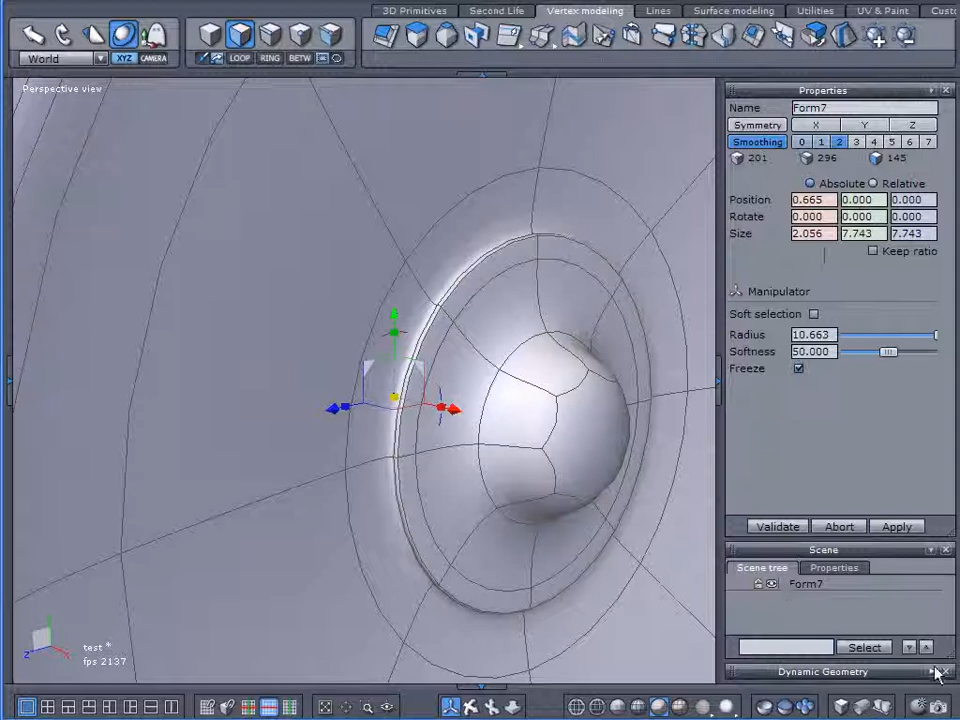 3D Primitives Second Life Vertex modeling Lines Surface modeling Utilities UV & Paint Custo
World XYZ CAMERA LOOP RING BETW
Perspective view
Properties
Name Form7
Symmetry X Y Z
Smoothing 0 1 2 3 4 5 6 7
201 296 145
Absolute Relative
Position 0.665 0.000 0.000
Rotate 0.000 0.000 0.000
Size 2.056 7.743 7.743
Keep ratio
Manipulator
Soft selection
Radius 10.663
Softness 50.000
Freeze
Validate Abort Apply
Scene
Scene tree Properties
Form7
Select
Dynamic Geometry
Z
test *
fps 2137